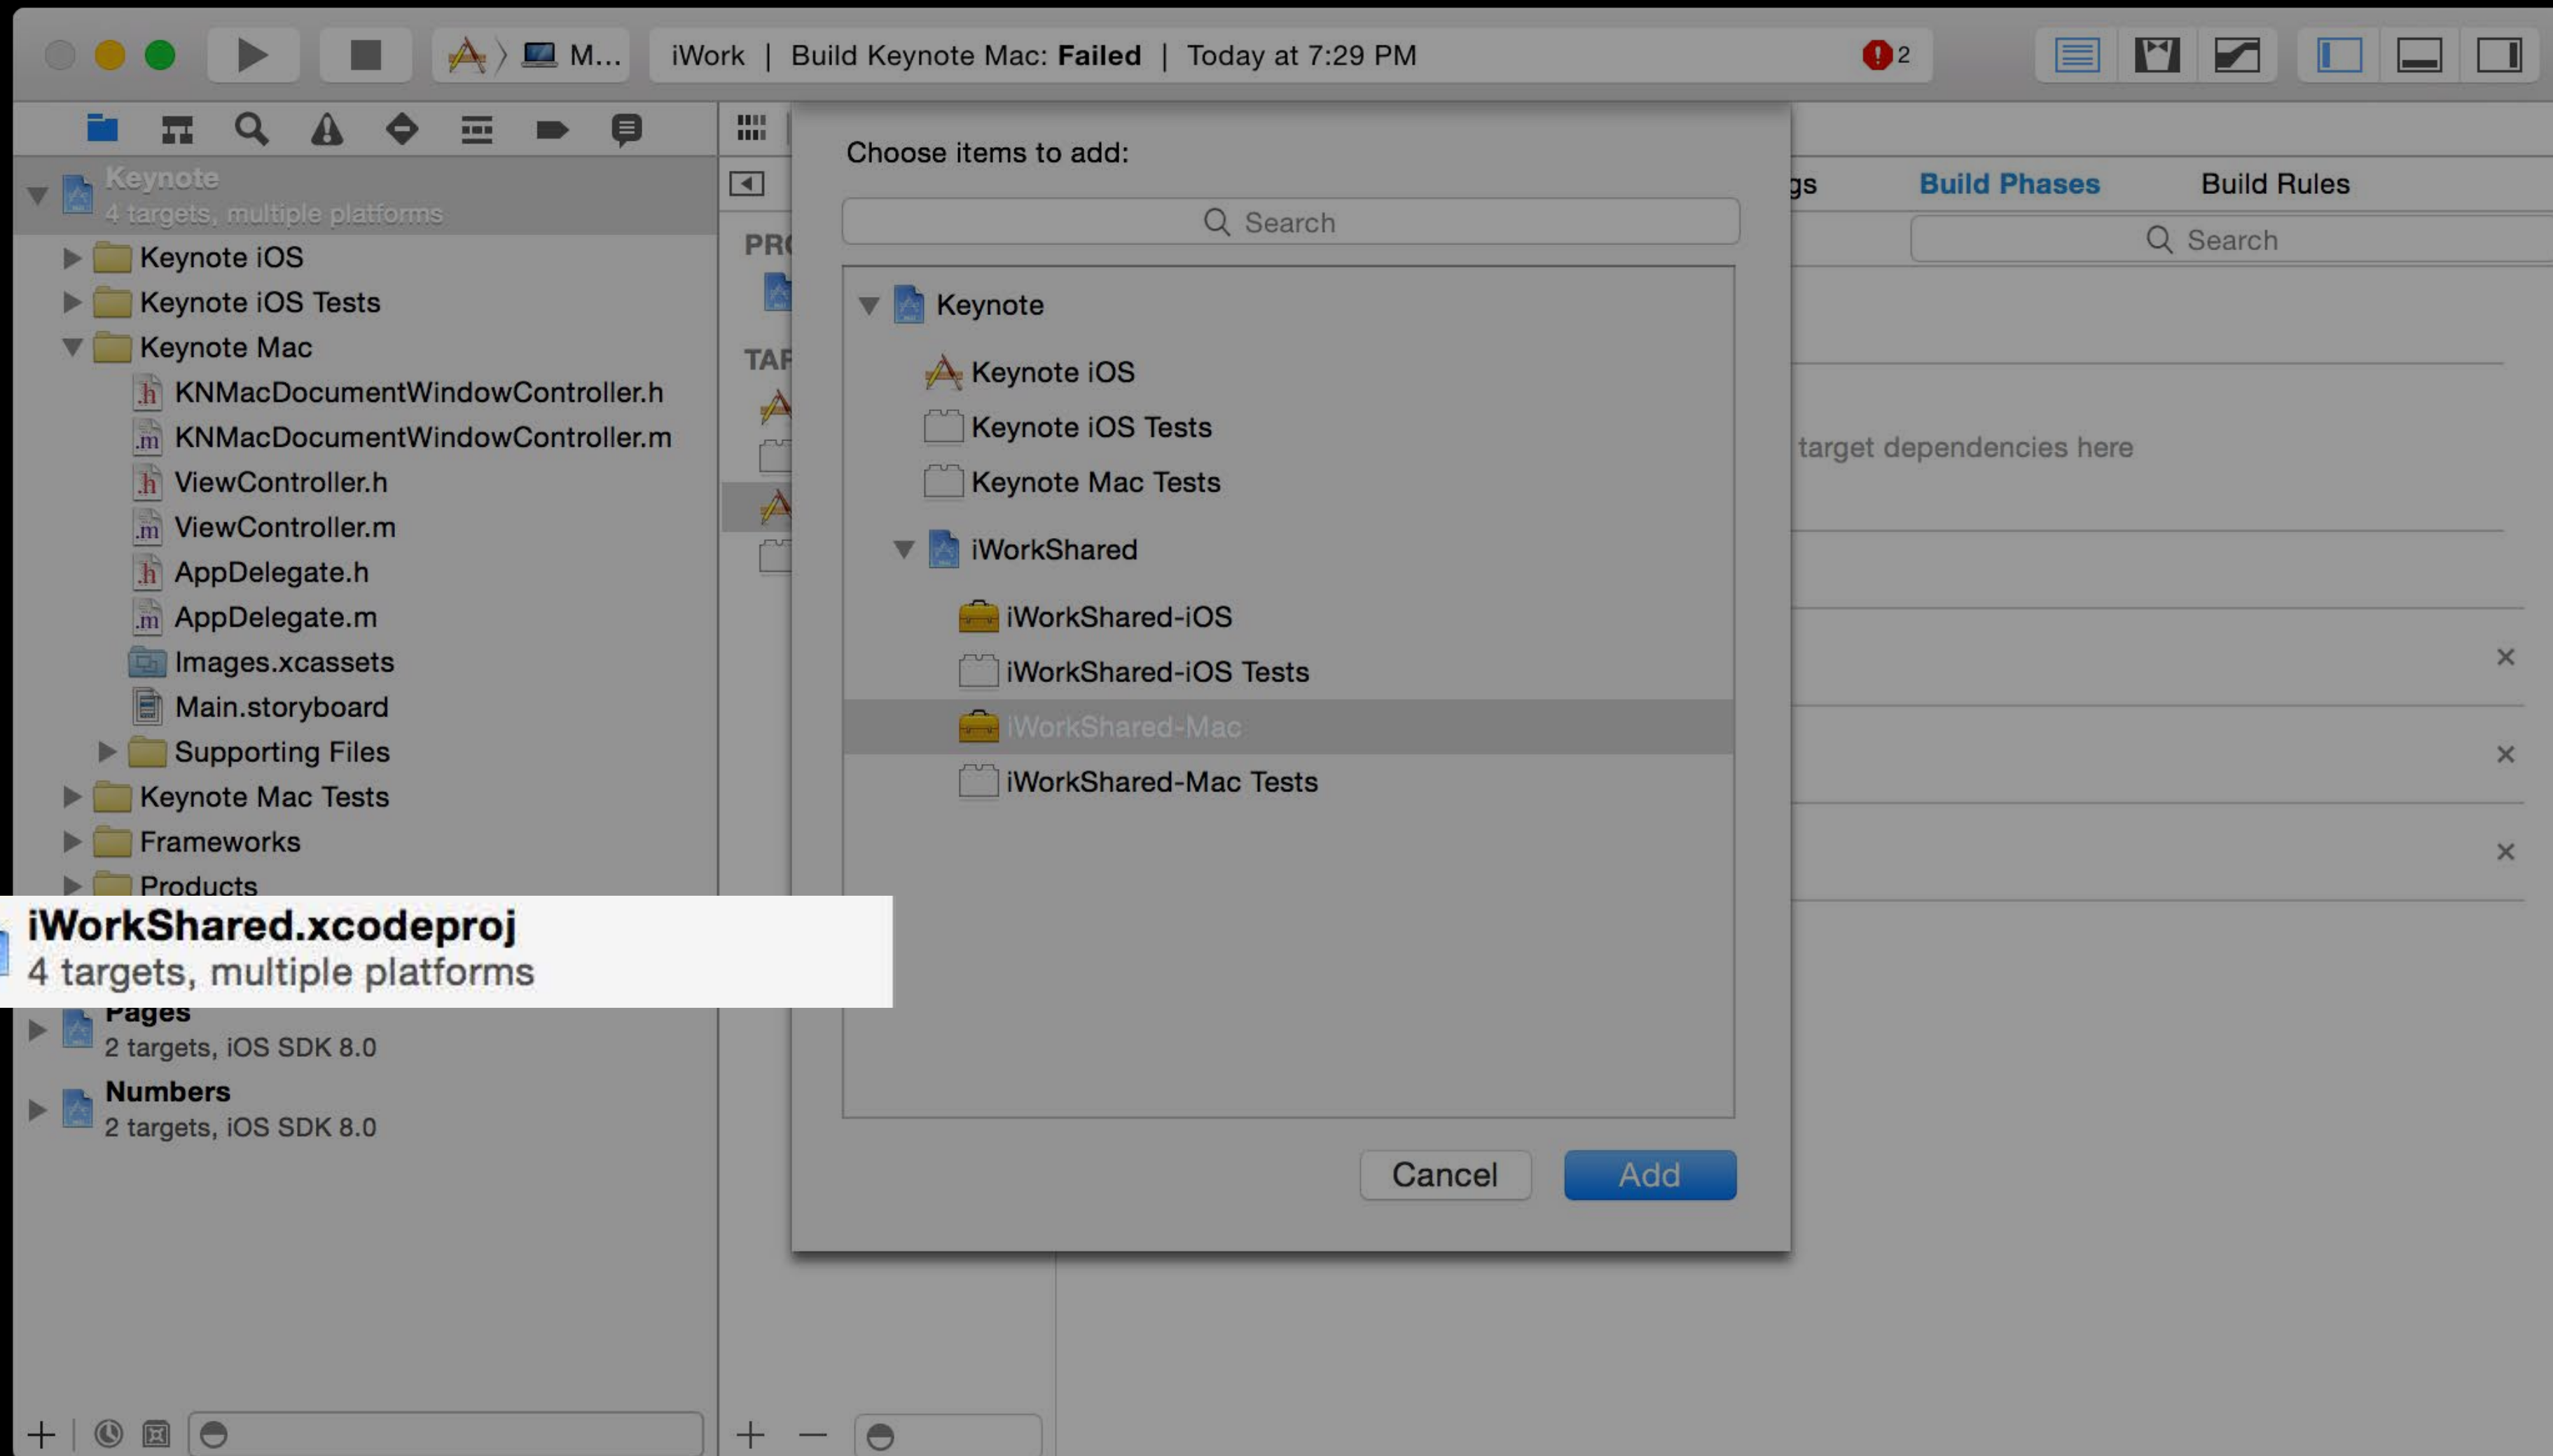 M... iWork | Build Keynote Mac: Failed | Today at 7:29 PM 2
Keynote
4 targets, multiple platforms
Keynote iOS
Keynote iOS Tests
Keynote Mac
KNMacDocumentWindowController.h
KNMacDocumentWindowController.m
ViewController.h
ViewController.m
AppDelegate.h
AppDelegate.m
Images.xcassets
Main.storyboard
Supporting Files
Keynote Mac Tests
Frameworks
Products
iWorkShared.xcodeproj
4 targets, multiple platforms
Pages
2 targets, iOS SDK 8.0
Numbers
2 targets, iOS SDK 8.0
Choose items to add:
Search
Keynote
Keynote iOS
Keynote iOS Tests
Keynote Mac Tests
iWorkShared
iWorkShared-iOS
iWorkShared-iOS Tests
iWorkShared-Mac
iWorkShared-Mac Tests
Cancel Add
Build Phases Build Rules
Search
target dependencies here